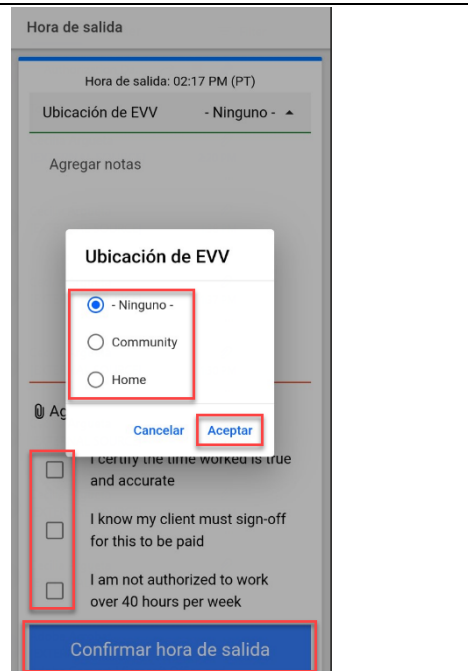 Hora de salida
Hora de salida: 02:17 PM (PT)
Ubicación de EVV - Ninguno -
Agregar notas
Ubicación de EVV
- Ninguno -
Community
Home
Cancelar Aceptar
I certify the time worked is true
and accurate
I know my client must sign-off
for this to be paid
I am not authorized to work
over 40 hours per week
Confirmar hora de salida